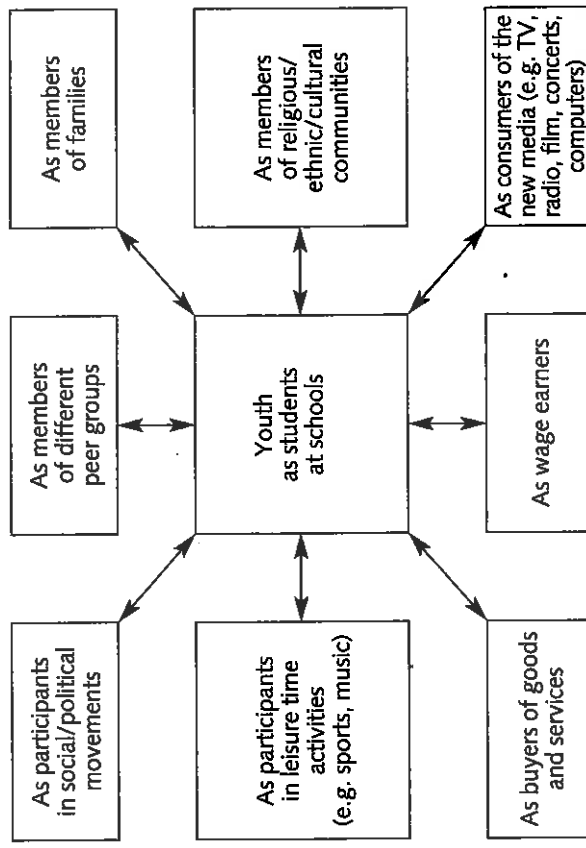 As participants
in social/political
movements
As members
of different
peer groups
As members
of families
As participants
in leisure time
activities
(e.g. sports, music)
Youth
as students
at schools
As members
of religious/
ethnic/cultural
communities
As buyers of goods
and services
As wage earners
As consumers of the
new media (e.g. TV,
radio, film, concerts,
computers)